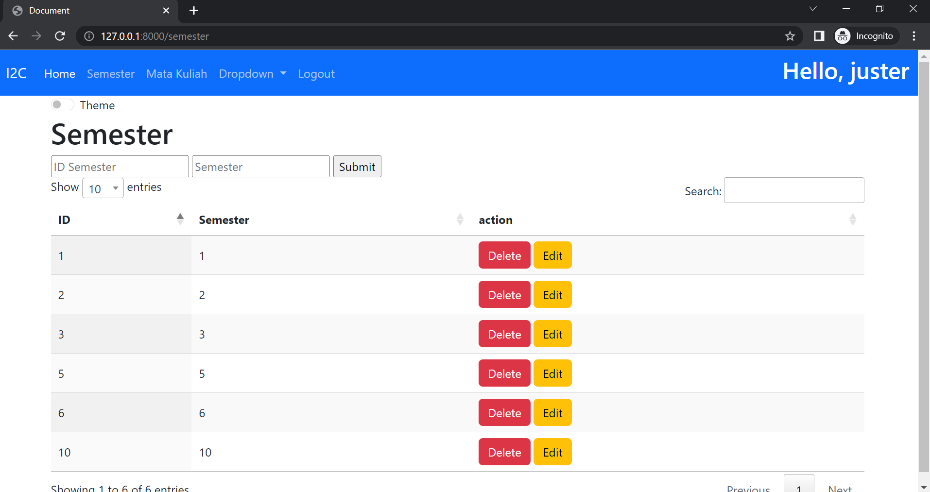 Document
127.0.0.1:8000/semester
Incognito
I2C Home Semester Mata Kuliah Dropdown Logout Hello, juster
Theme
Semester
ID Semester Semester Submit
Show 10 entries Search:
ID Semester action
1 1 Delete Edit
2 2 Delete Edit
3 3 Delete Edit
5 5 Delete Edit
6 6 Delete Edit
10 10 Delete Edit
Showing 1 to 6 of 6 entries Previous 1 Next